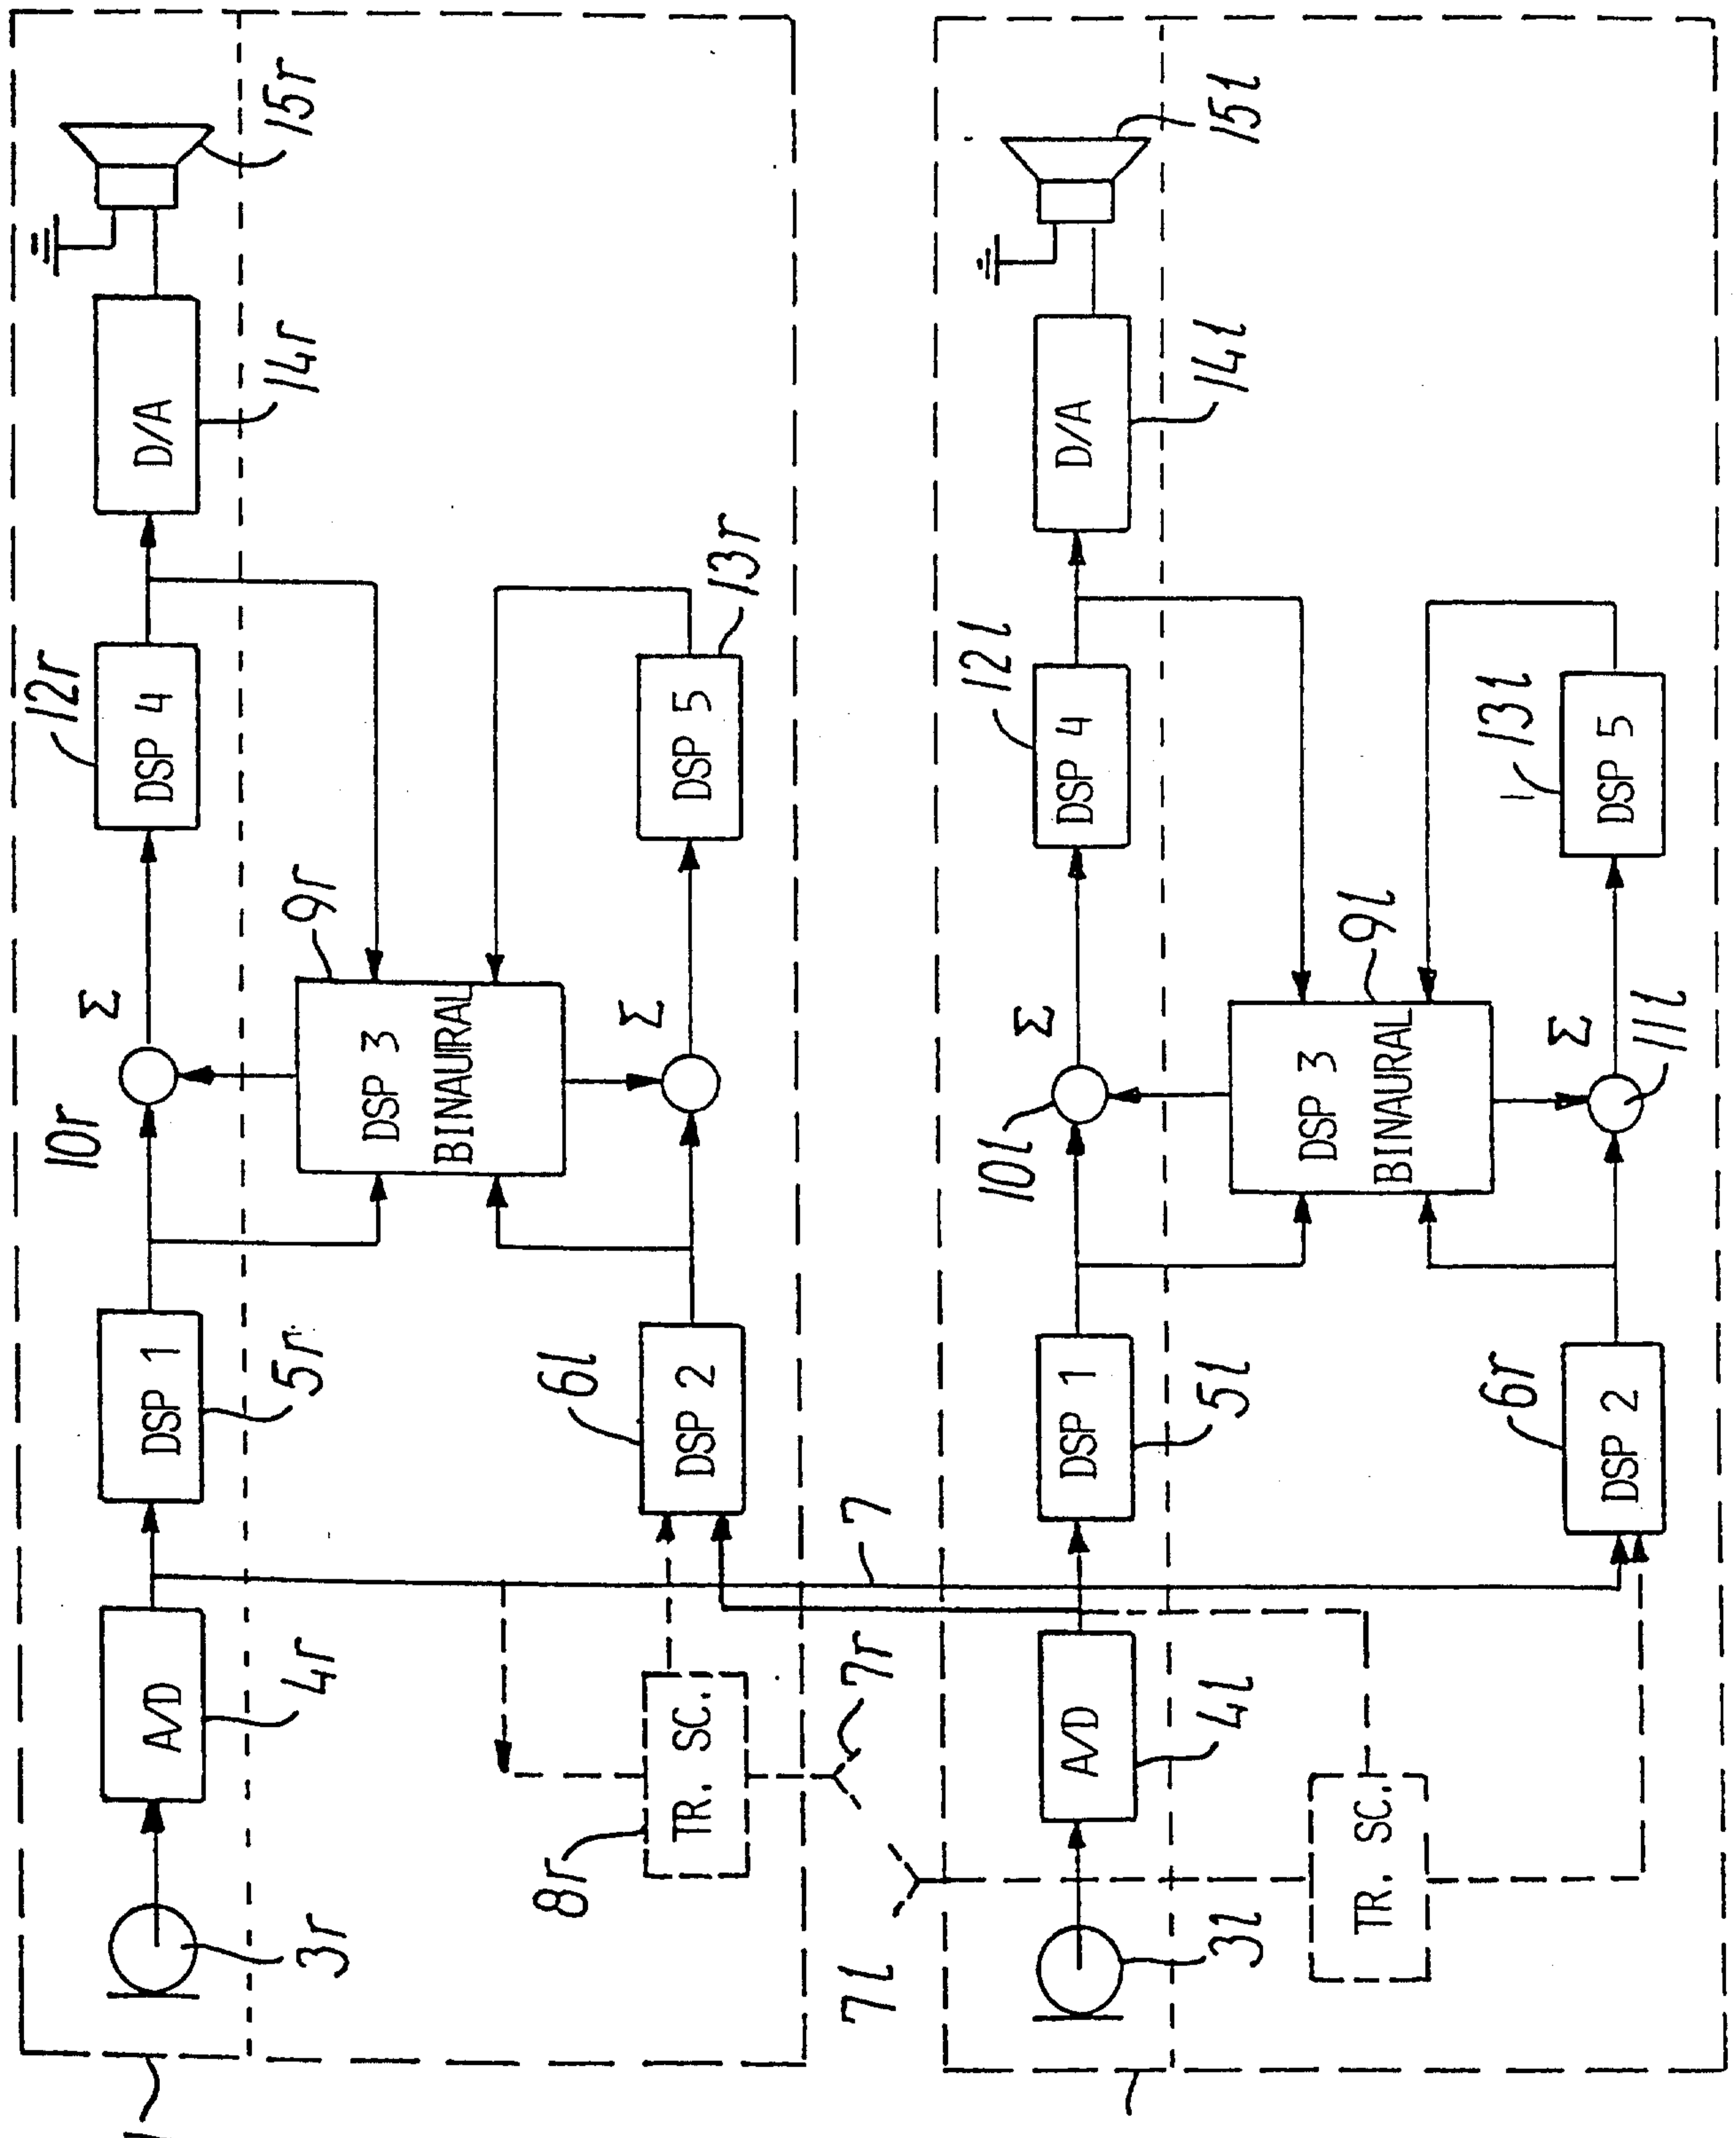 3r
A/D
4r
DSP 1
5r
10r
Σ
12r
DSP 4
D/A
14r
15r
DSP 3
BINAURAL
9r
8r
TR. SC.
7r
6l
DSP 2
Σ
DSP 5
13r
7
7l
3l
A/D
4l
DSP 1
5l
10l
Σ
12l
DSP 4
D/A
14l
15l
DSP 3
BINAURAL
9l
TR. SC.
6r
DSP 2
Σ
11l
DSP 5
13l